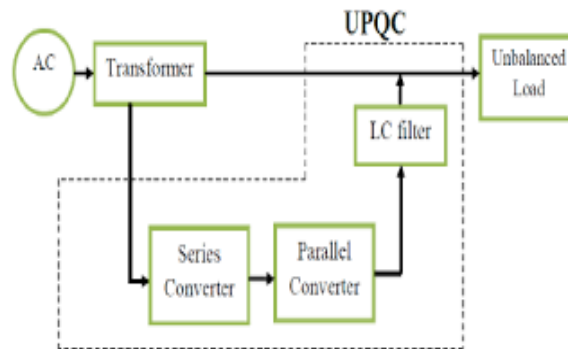 UPQC
AC
Transformer
Unbalanced
Load
LC filter
Series
Converter
Parallel
Converter